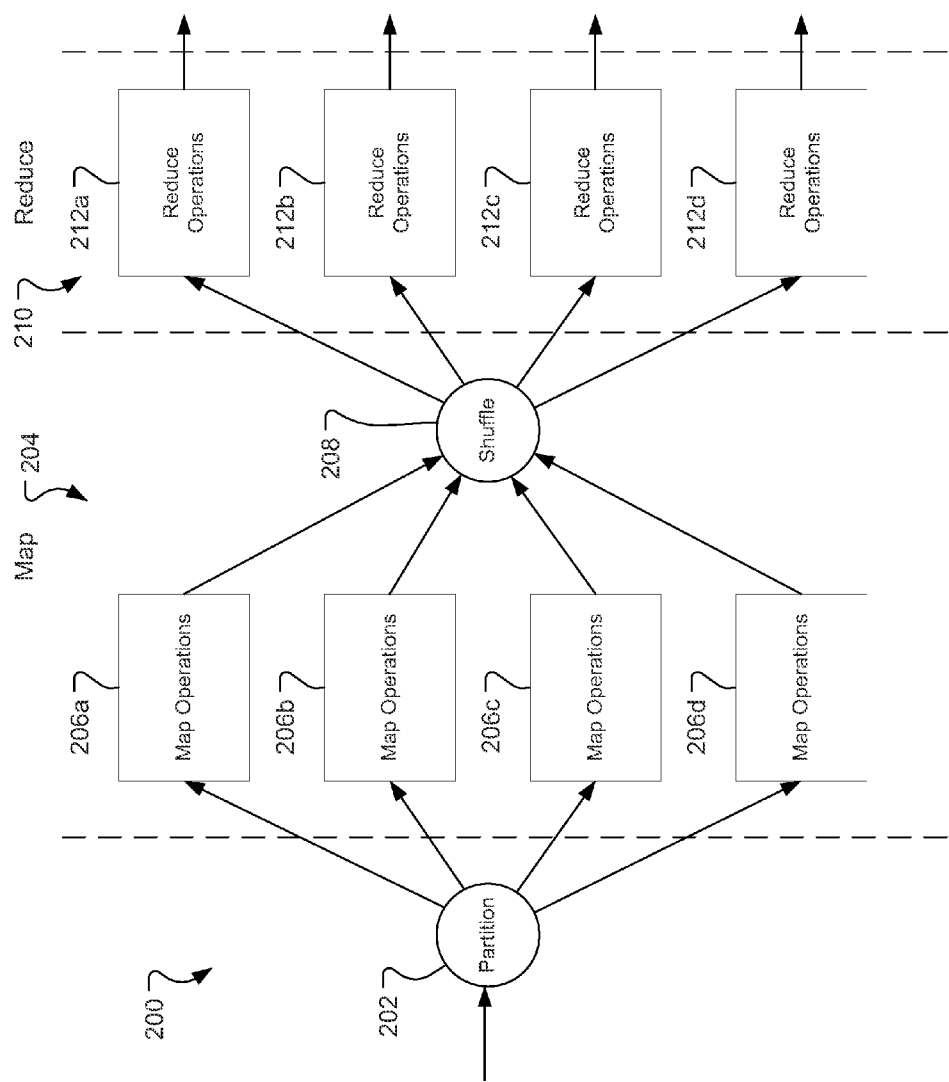 200
202
Partition
Map
204
206a
Map Operations
206b
Map Operations
206c
Map Operations
206d
Map Operations
208
Shuffle
210
Reduce
212a
Reduce
Operations
212b
Reduce
Operations
212c
Reduce
Operations
212d
Reduce
Operations